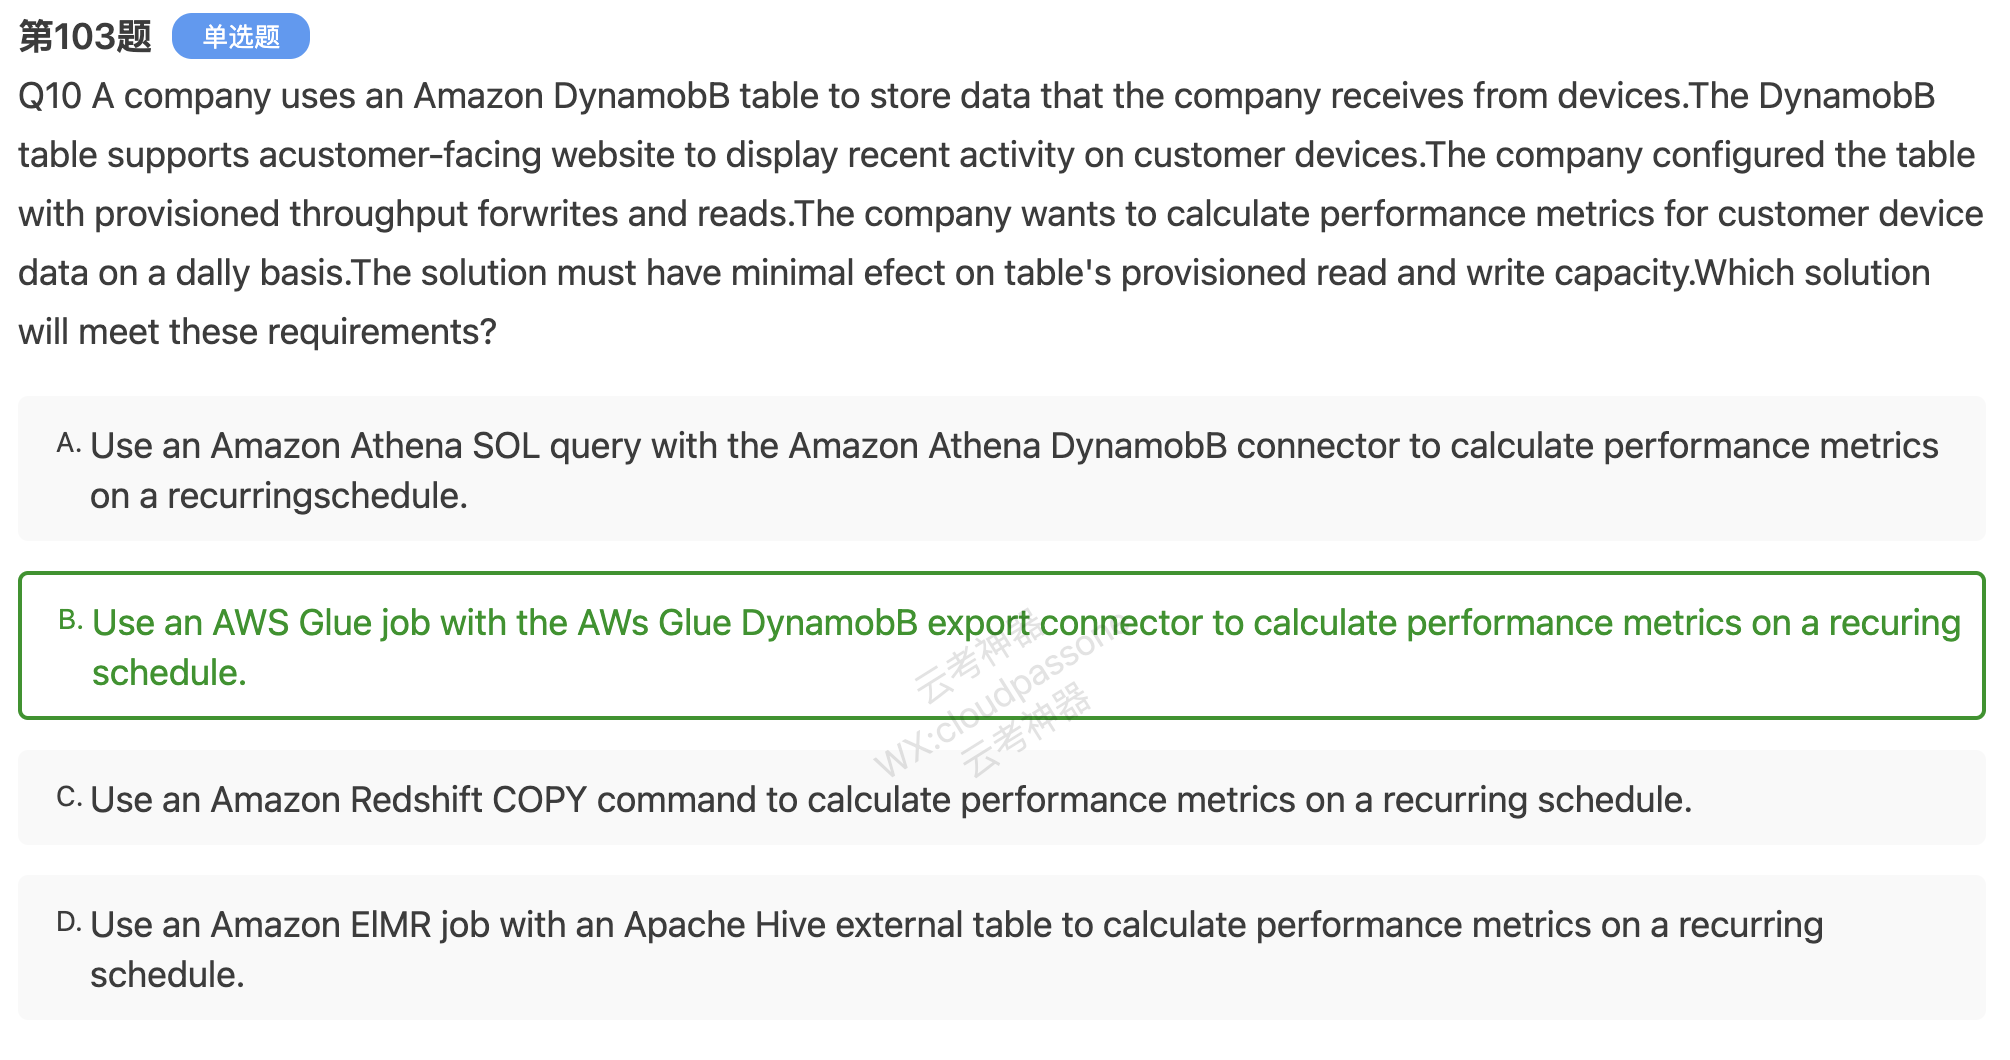 第103题 单选题
Q10 A company uses an Amazon DynamobB table to store data that the company receives from devices.The DynamobB
table supports acustomer-facing website to display recent activity on customer devices.The company configured the table
with provisioned throughput forwrites and reads.The company wants to calculate performance metrics for customer device
data on a dally basis.The solution must have minimal efect on table's provisioned read and write capacity.Which solution
will meet these requirements?
A. Use an Amazon Athena SOL query with the Amazon Athena DynamobB connector to calculate performance metrics
on a recurringschedule.
B. Use an AWS Glue job with the AWs Glue DynamobB export connector to calculate performance metrics on a recuring
schedule.
云考神器
WX:cloudpassom
云考神器
C. Use an Amazon Redshift COPY command to calculate performance metrics on a recurring schedule.
D. Use an Amazon ElMR job with an Apache Hive external table to calculate performance metrics on a recurring
schedule.